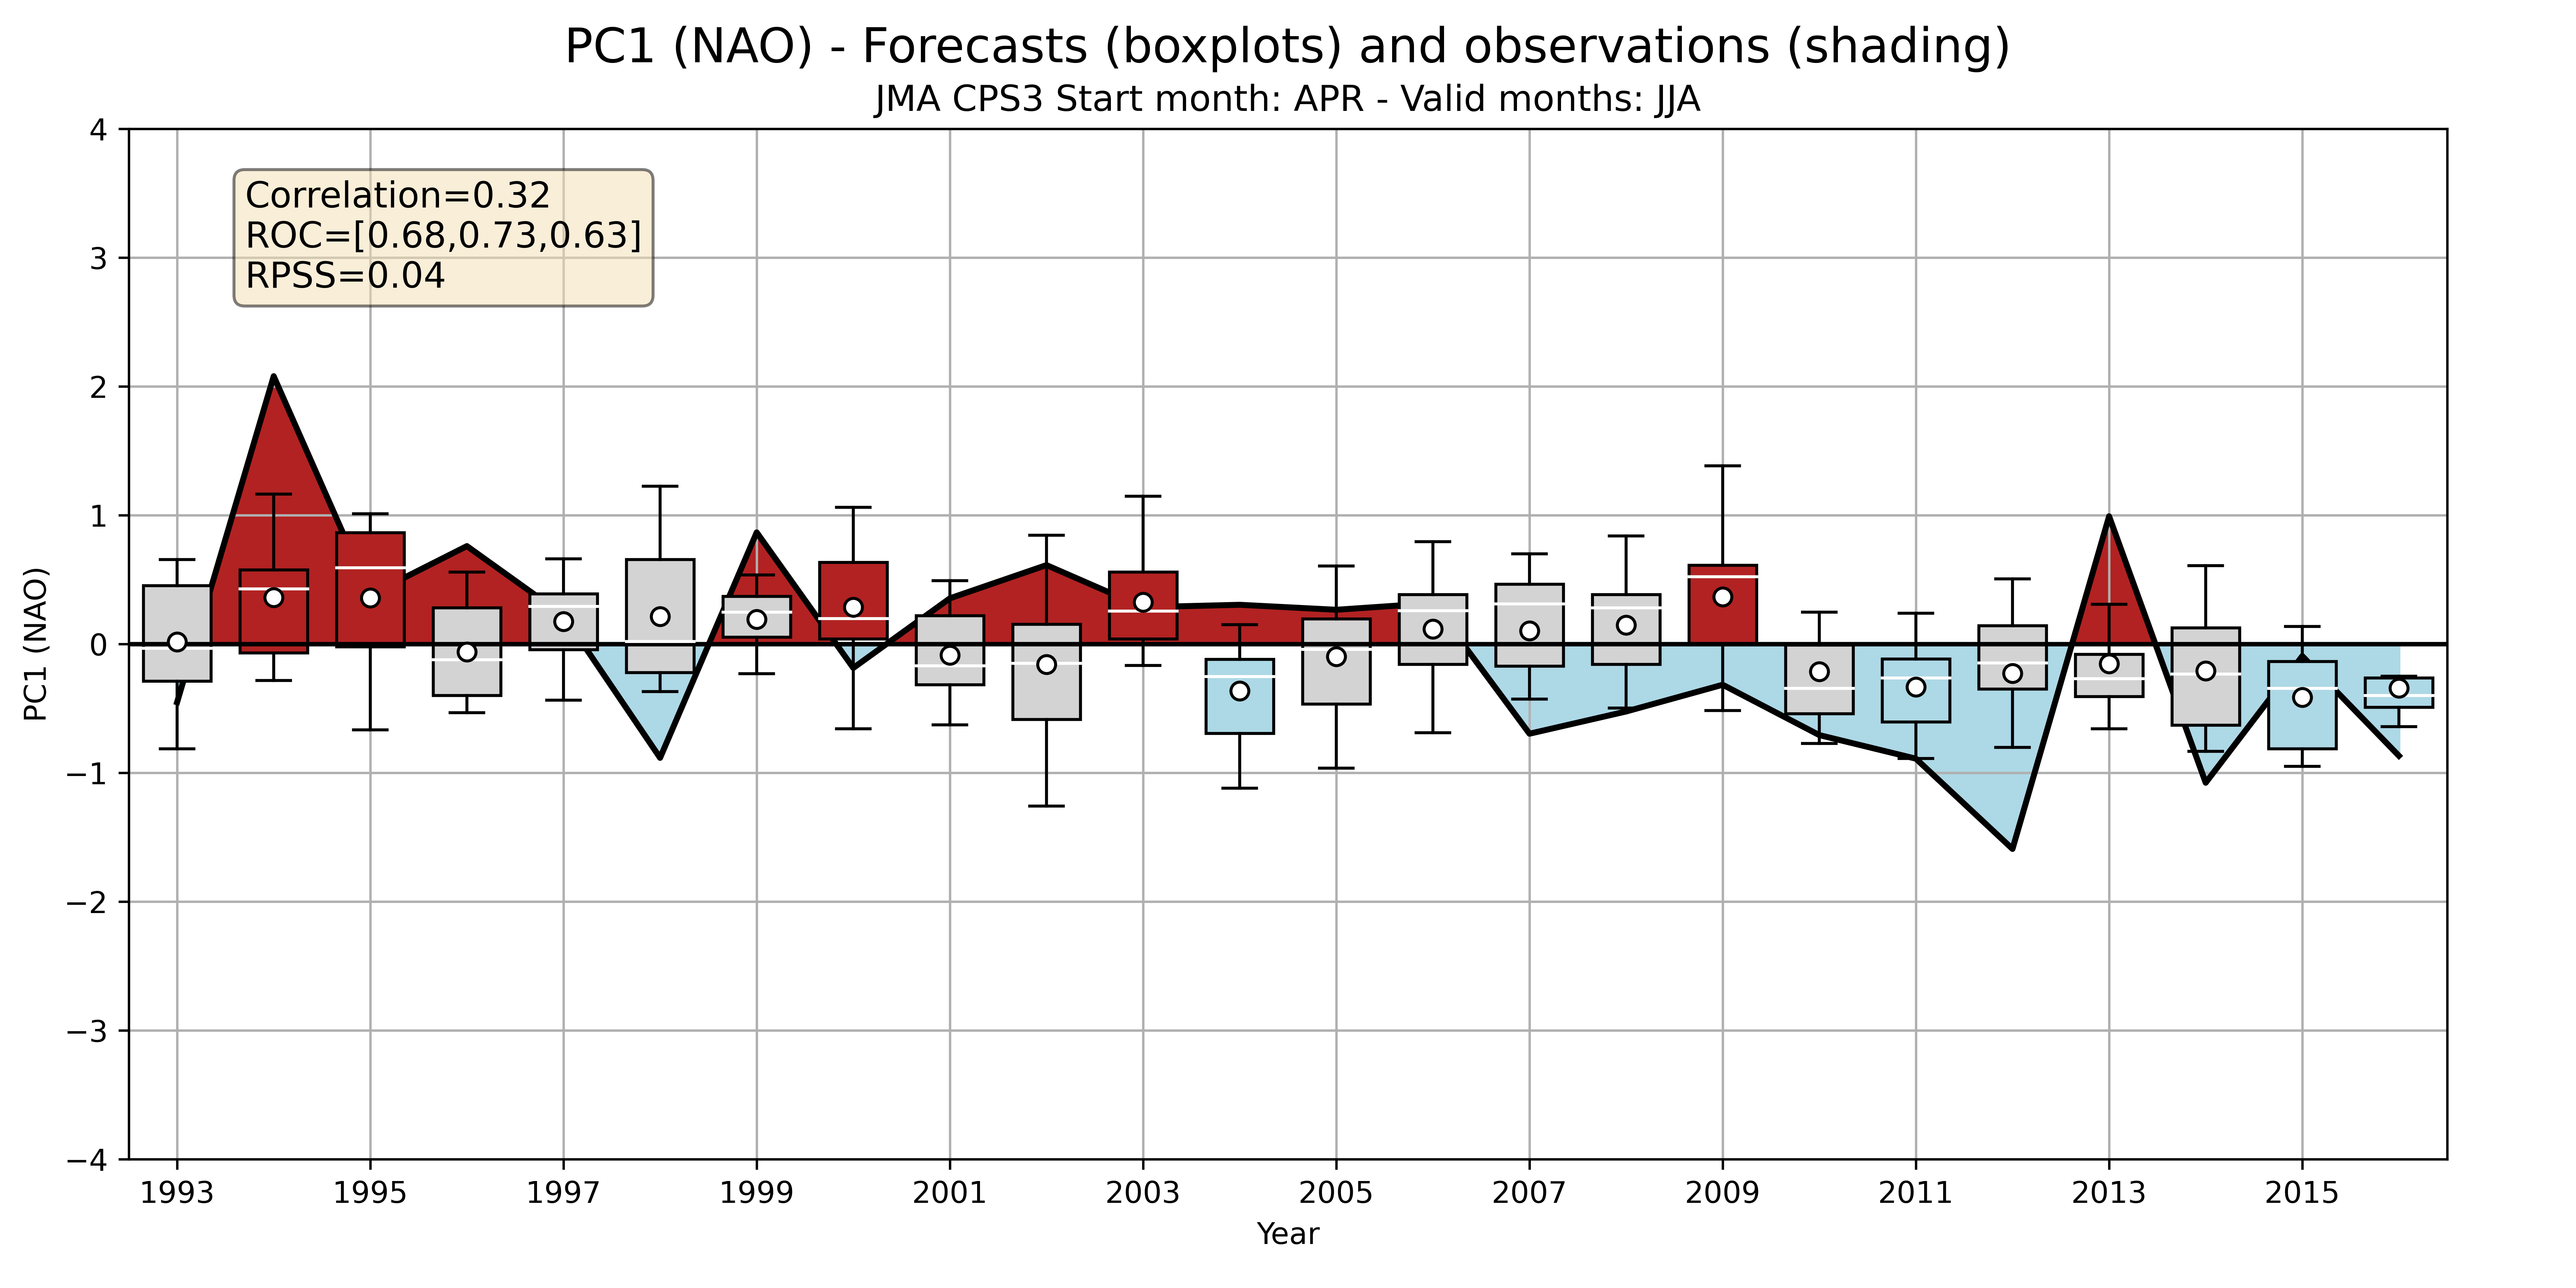 PC1 (NAO) - Forecasts (boxplots) and observations (shading)
JMA CPS3 Start month: APR - Valid months: JJA
Correlation=0.32
ROC=[0.68,0.73,0.63]
RPSS=0.04
PC1 (NAO)
4
3
2
1
0
−1
−2
−3
−4
1993 1995 1997 1999 2001 2003 2005 2007 2009 2011 2013 2015
Year